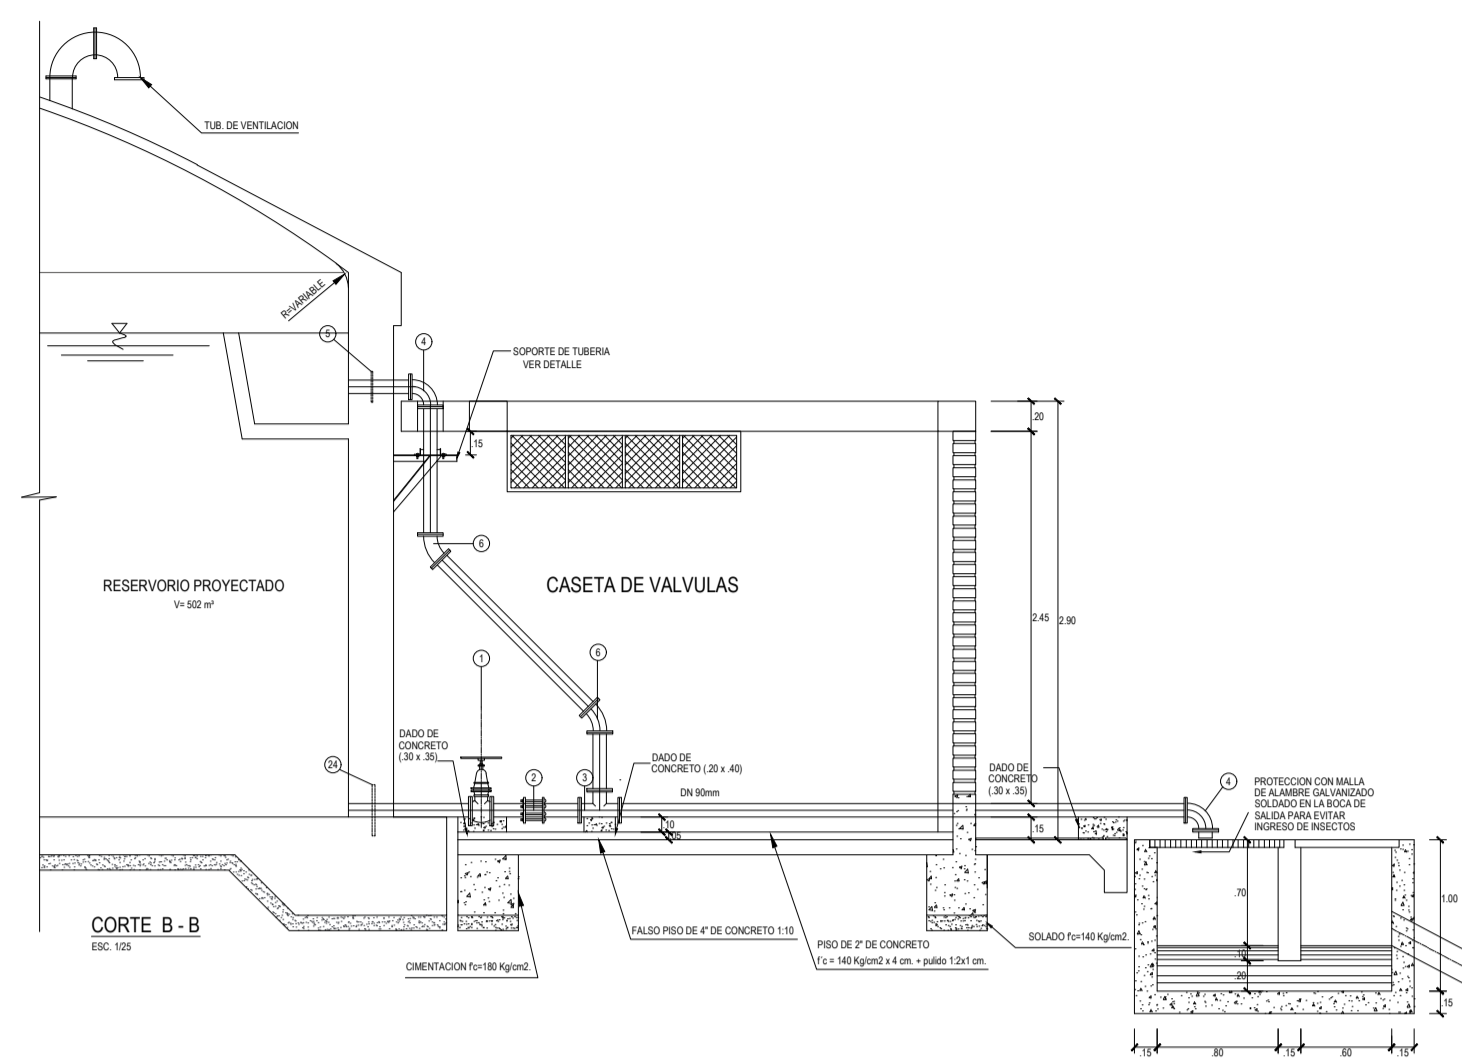 TUB. DE VENTILACION
R=VARIABLE
5
4
SOPORTE DE TUBERIA
VER DETALLE
.20
.15
6
RESERVORIO PROYECTADO
V= 502 m³
CASETA DE VALVULAS
2.45
2.90
1
6
DADO DE
CONCRETO
(.30 x .35)
24
2
3
DADO DE
CONCRETO (.20 x .40)
DN 90mm
DADO DE
CONCRETO
(.30 x .35)
4
PROTECCION CON MALLA
DE ALAMBRE GALVANIZADO
SOLDADO EN LA BOCA DE
SALIDA PARA EVITAR
INGRESO DE INSECTOS
.10
.05
.15
.70
1.00
CORTE B - B
ESC. 1/25
FALSO PISO DE 4" DE CONCRETO 1:10
CIMENTACION f'c=180 Kg/cm2.
PISO DE 2" DE CONCRETO
f´c = 140 Kg/cm2 x 4 cm. + pulido 1:2x1 cm.
SOLADO f'c=140 Kg/cm2.
.10
.20
.15
.15
.80
.15
.60
.15